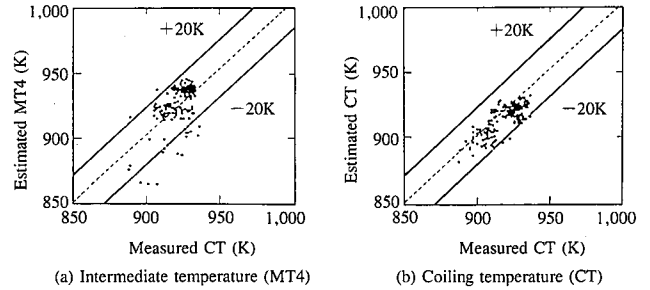 1,000
950
900
850
Estimated MT4 (K)
+20K
−20K
850 900 950 1,000
Measured CT (K)
(a) Intermediate temperature (MT4)
1,000
950
900
850
Estimated CT (K)
+20K
−20K
850 900 950 1,000
Measured CT (K)
(b) Coiling temperature (CT)